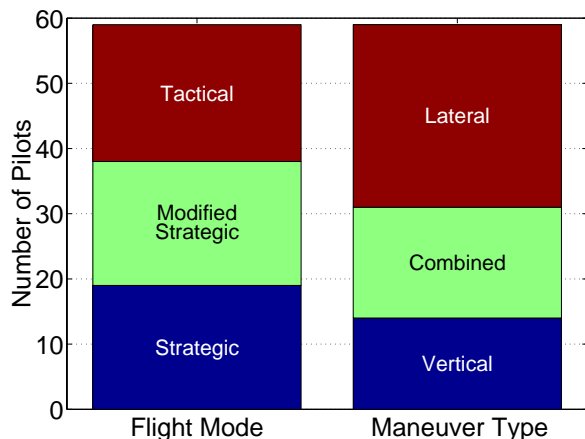 60
50
40
30
20
10
0
Number of Pilots
Tactical
Modified
Strategic
Strategic
Lateral
Combined
Vertical
Flight Mode
Maneuver Type